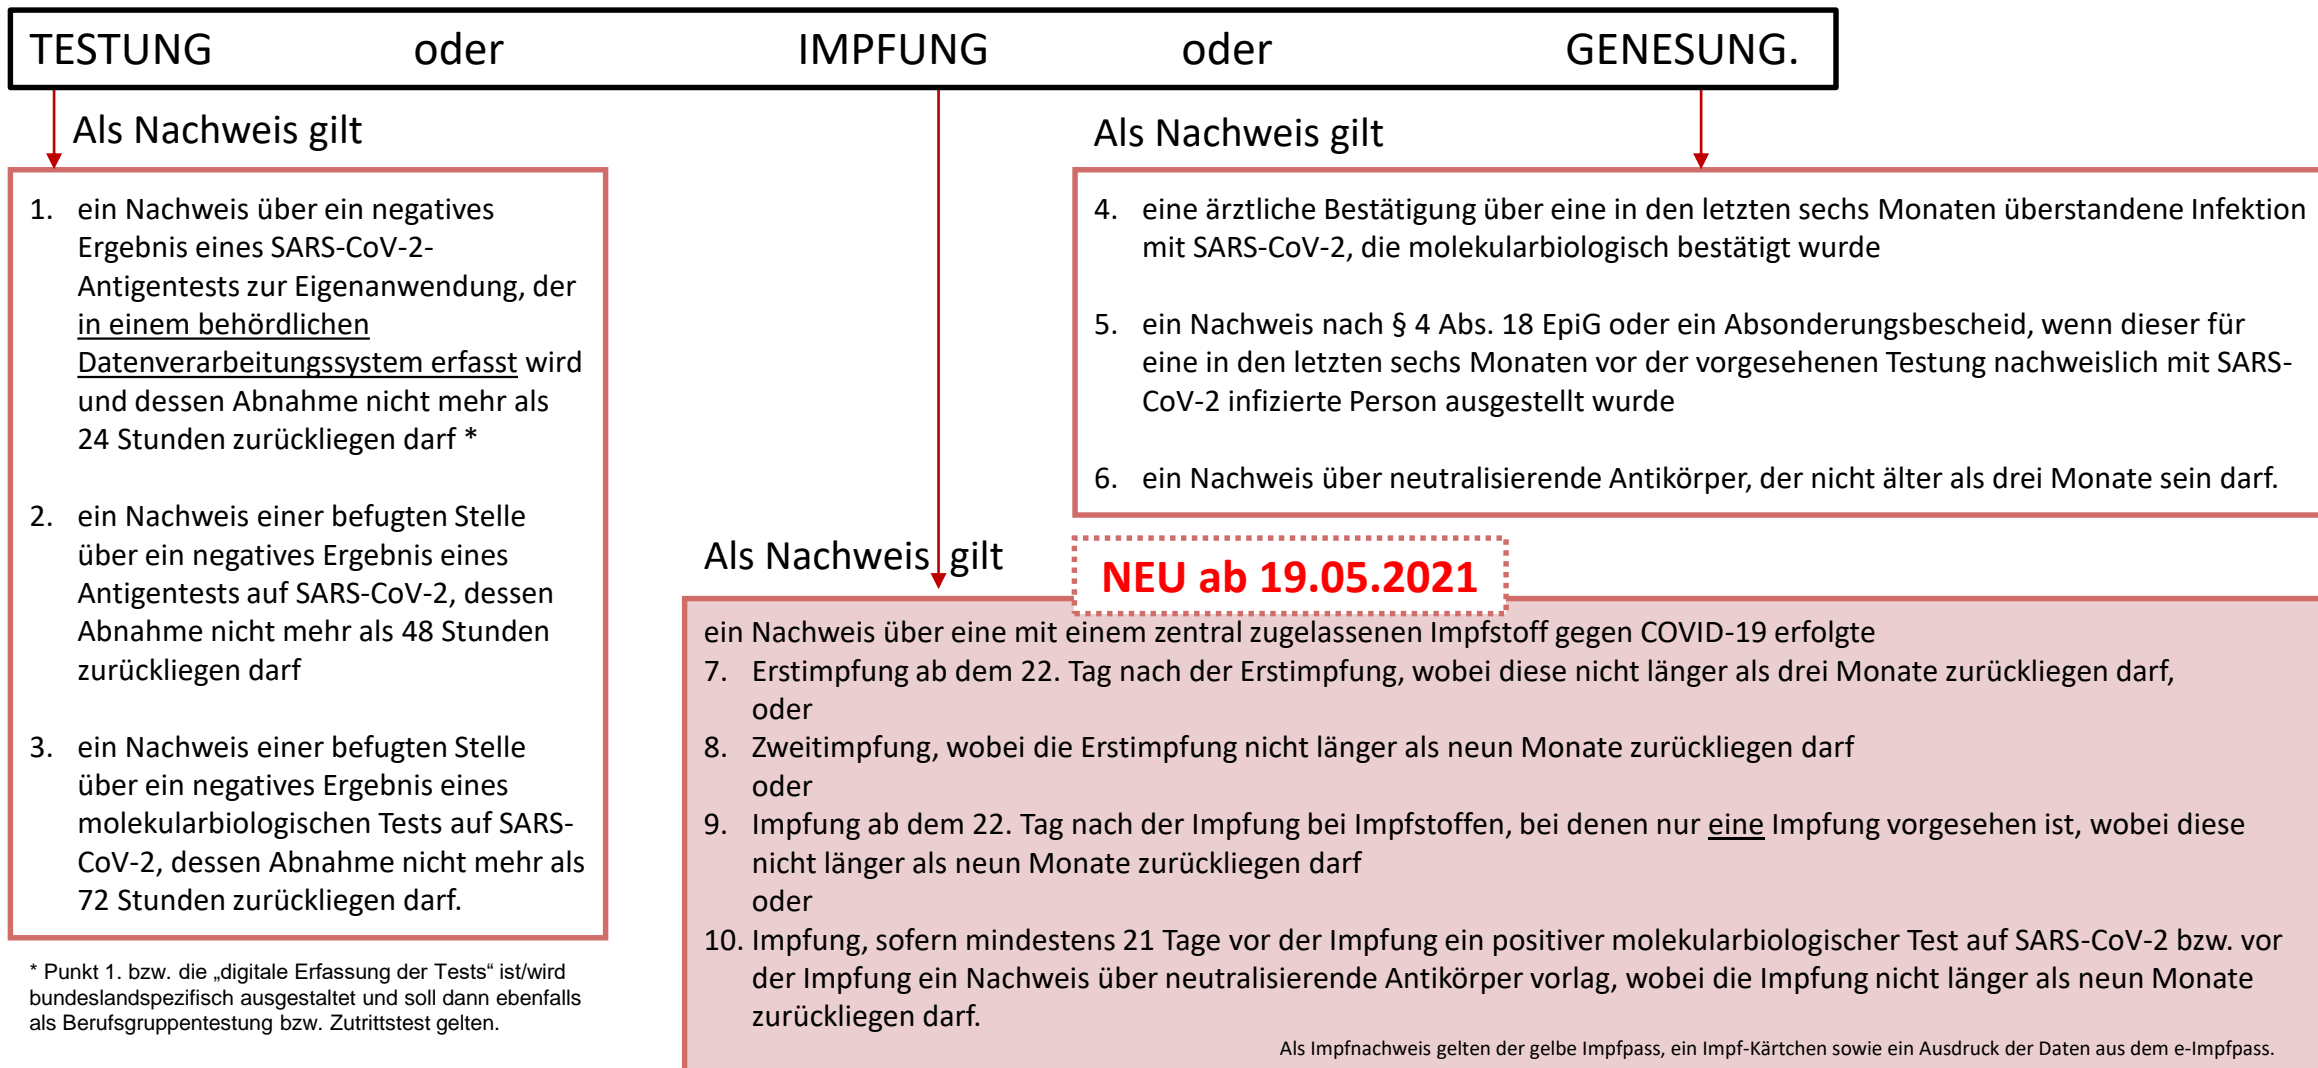 TESTUNG oder IMPFUNG oder GENESUNG.
Als Nachweis gilt
1. ein Nachweis über ein negatives
Ergebnis eines SARS-CoV-2-
Antigentests zur Eigenanwendung, der
in einem behördlichen
Datenverarbeitungssystem erfasst wird
und dessen Abnahme nicht mehr als
24 Stunden zurückliegen darf *
2. ein Nachweis einer befugten Stelle
über ein negatives Ergebnis eines
Antigentests auf SARS-CoV-2, dessen
Abnahme nicht mehr als 48 Stunden
zurückliegen darf
3. ein Nachweis einer befugten Stelle
über ein negatives Ergebnis eines
molekularbiologischen Tests auf SARS-
CoV-2, dessen Abnahme nicht mehr als
72 Stunden zurückliegen darf.
* Punkt 1. bzw. die „digitale Erfassung der Tests“ ist/wird
bundeslandspezifisch ausgestaltet und soll dann ebenfalls
als Berufsgruppentestung bzw. Zutrittstest gelten.
Als Nachweis gilt
4. eine ärztliche Bestätigung über eine in den letzten sechs Monaten überstandene Infektion
mit SARS-CoV-2, die molekularbiologisch bestätigt wurde
5. ein Nachweis nach § 4 Abs. 18 EpiG oder ein Absonderungsbescheid, wenn dieser für
eine in den letzten sechs Monaten vor der vorgesehenen Testung nachweislich mit SARS-
CoV-2 infizierte Person ausgestellt wurde
6. ein Nachweis über neutralisierende Antikörper, der nicht älter als drei Monate sein darf.
Als Nachweis gilt
NEU ab 19.05.2021
ein Nachweis über eine mit einem zentral zugelassenen Impfstoff gegen COVID-19 erfolgte
7. Erstimpfung ab dem 22. Tag nach der Erstimpfung, wobei diese nicht länger als drei Monate zurückliegen darf,
oder
8. Zweitimpfung, wobei die Erstimpfung nicht länger als neun Monate zurückliegen darf
oder
9. Impfung ab dem 22. Tag nach der Impfung bei Impfstoffen, bei denen nur eine Impfung vorgesehen ist, wobei diese
nicht länger als neun Monate zurückliegen darf
oder
10. Impfung, sofern mindestens 21 Tage vor der Impfung ein positiver molekularbiologischer Test auf SARS-CoV-2 bzw. vor
der Impfung ein Nachweis über neutralisierende Antikörper vorlag, wobei die Impfung nicht länger als neun Monate
zurückliegen darf.
Als Impfnachweis gelten der gelbe Impfpass, ein Impf-Kärtchen sowie ein Ausdruck der Daten aus dem e-Impfpass.